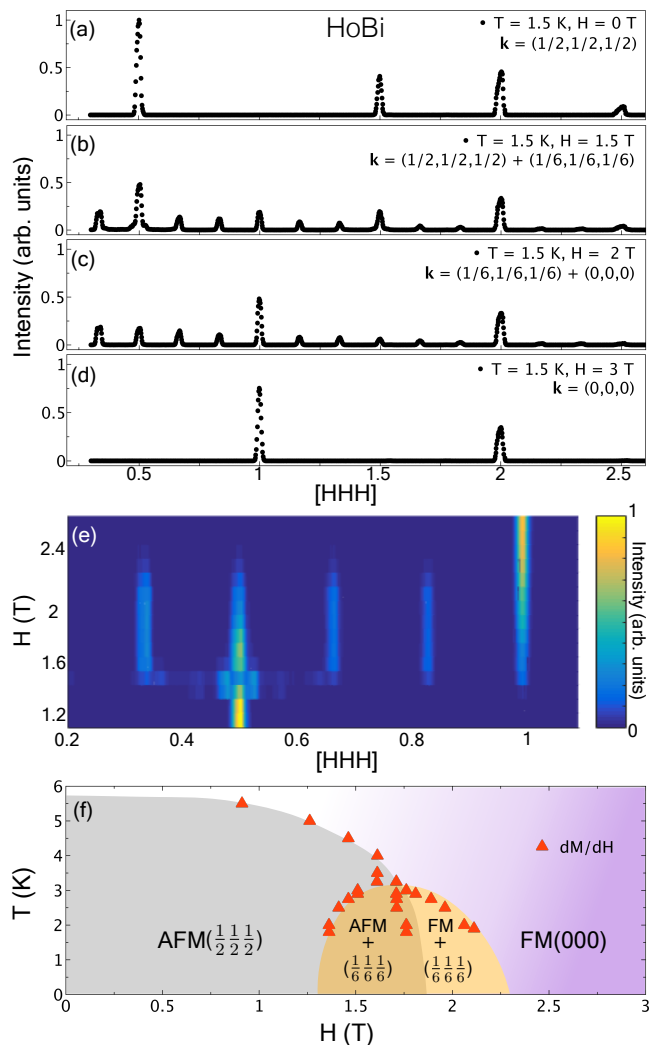 (a)
HoBi
• T = 1.5 K, H = 0 T
k = (1/2,1/2,1/2)
1
0.5
0
(b)
• T = 1.5 K, H = 1.5 T
k = (1/2,1/2,1/2) + (1/6,1/6,1/6)
1
0.5
0
(c)
• T = 1.5 K, H = 2 T
k = (1/6,1/6,1/6) + (0,0,0)
1
0.5
0
(d)
• T = 1.5 K, H = 3 T
k = (0,0,0)
1
0.5
0
Intensity (arb. units)
0.5 1 1.5 2 2.5
[HHH]
(e)
2.4
2
1.6
1.2
H (T)
0.2 0.4 0.6 0.8 1
[HHH]
1
0
Intensity (arb. units)
(f)
6
5
4
3
2
1
0
T (K)
▲ dM/dH
AFM(1/2 1/2 1/2)
AFM
+
(1/6 1/6 1/6)
FM
+
(1/6 1/6 1/6)
FM(000)
0 0.5 1 1.5 2 2.5 3
H (T)